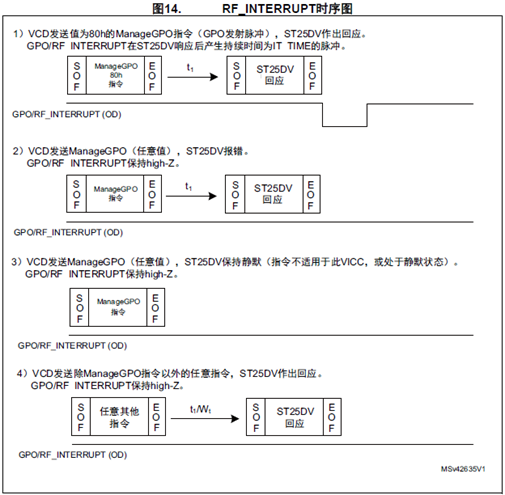 图14. RF_INTERRUPT时序图
1）VCD发送值为80h的ManageGPO指令（GPO发射脉冲），ST25DV作出回应。
GPO/RF INTERRUPT在ST25DV响应后产生持续时间为IT TIME的脉冲。
S
O
F
ManageGPO
80h
指令
E
O
F
t1
S
O
F
ST25DV
回应
E
O
F
GPO/RF_INTERRUPT (OD)
2）VCD发送ManageGPO（任意值），ST25DV报错。
GPO/RF INTERRUPT保持high-Z。
S
O
F
ManageGPO
指令
E
O
F
t1
S
O
F
ST25DV
回应
E
O
F
GPO/RF_INTERRUPT (OD)
3）VCD发送ManageGPO（任意值），ST25DV保持静默（指令不适用于此VICC，或处于静默状态）。
GPO/RF INTERRUPT保持high-Z。
S
O
F
ManageGPO
指令
E
O
F
GPO/RF_INTERRUPT (OD)
4）VCD发送除ManageGPO指令以外的任意指令，ST25DV作出回应。
GPO/RF INTERRUPT保持high-Z。
S
O
F
任意其他
指令
E
O
F
t1/Wt
S
O
F
ST25DV
回应
E
O
F
GPO/RF_INTERRUPT (OD)
MSv42635V1